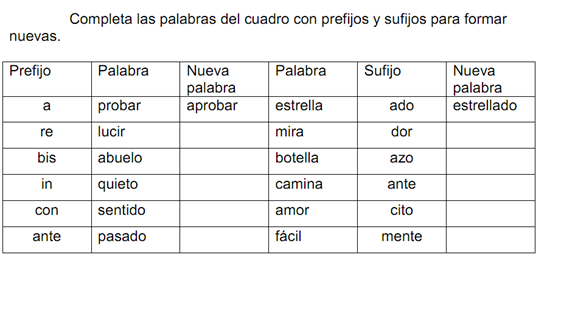 Completa las palabras del cuadro con prefijos y sufijos para formar
nuevas.
Prefijo Palabra Nueva palabra Palabra Sufijo Nueva palabra
a probar aprobar estrella ado estrellado
re lucir mira dor
bis abuelo botella azo
in quieto camina ante
con sentido amor cito
ante pasado fácil mente